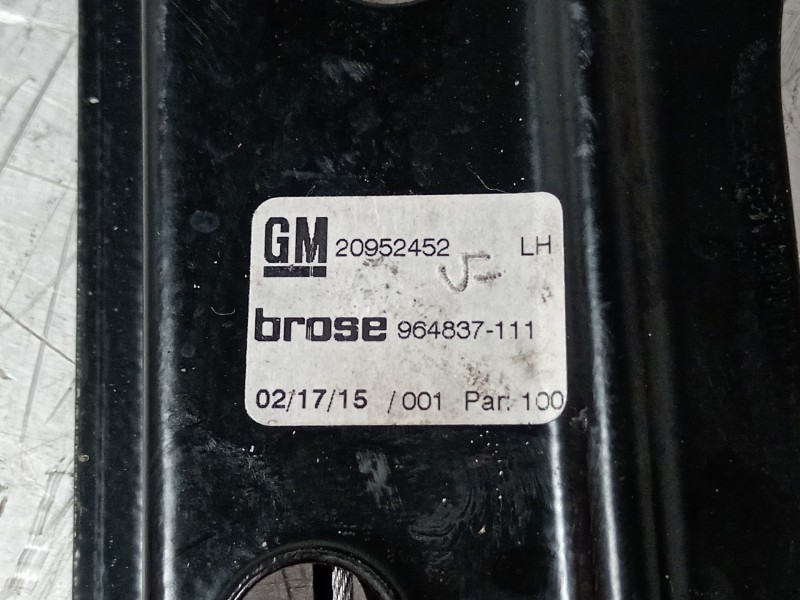 GM 20952452 LH
brose 964837-111
02/17/15 /001 Par: 100